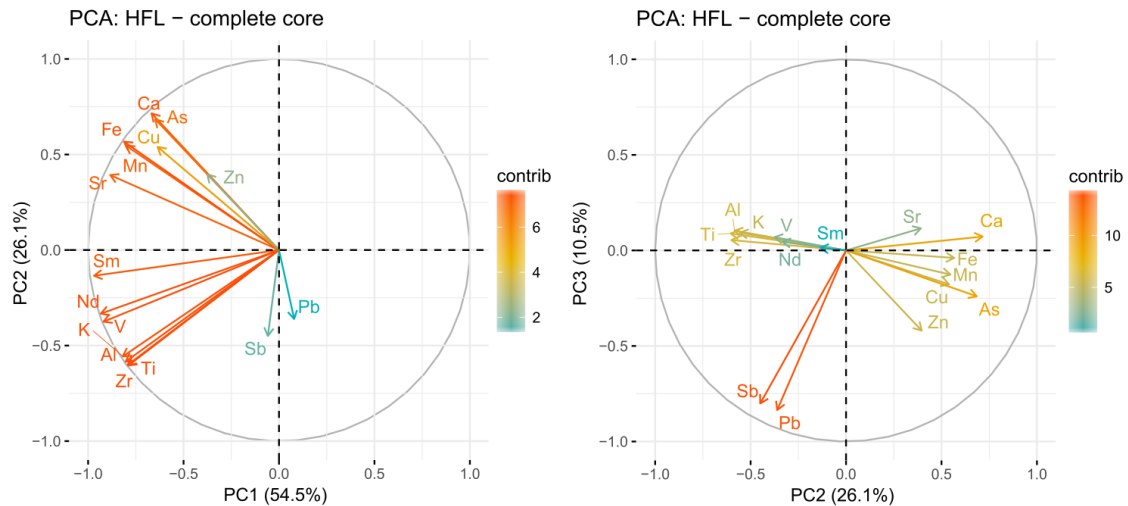 PCA: HFL − complete core
1.0
0.5
0.0
−0.5
−1.0
PC2 (26.1%)
Ca
As
Fe
Cu
Mn
Zn
Sr
Sm
Nd
V
K
Al
Ti
Zr
Sb
Pb
−1.0 −0.5 0.0 0.5 1.0
PC1 (54.5%)
contrib
6
4
2
PCA: HFL − complete core
1.0
0.5
0.0
−0.5
−1.0
PC3 (10.5%)
Al
K
V
Sm
Sr
Ca
Ti
Zr
Nd
Fe
Mn
Cu
As
Zn
Sb
Pb
−1.0 −0.5 0.0 0.5 1.0
PC2 (26.1%)
contrib
10
5